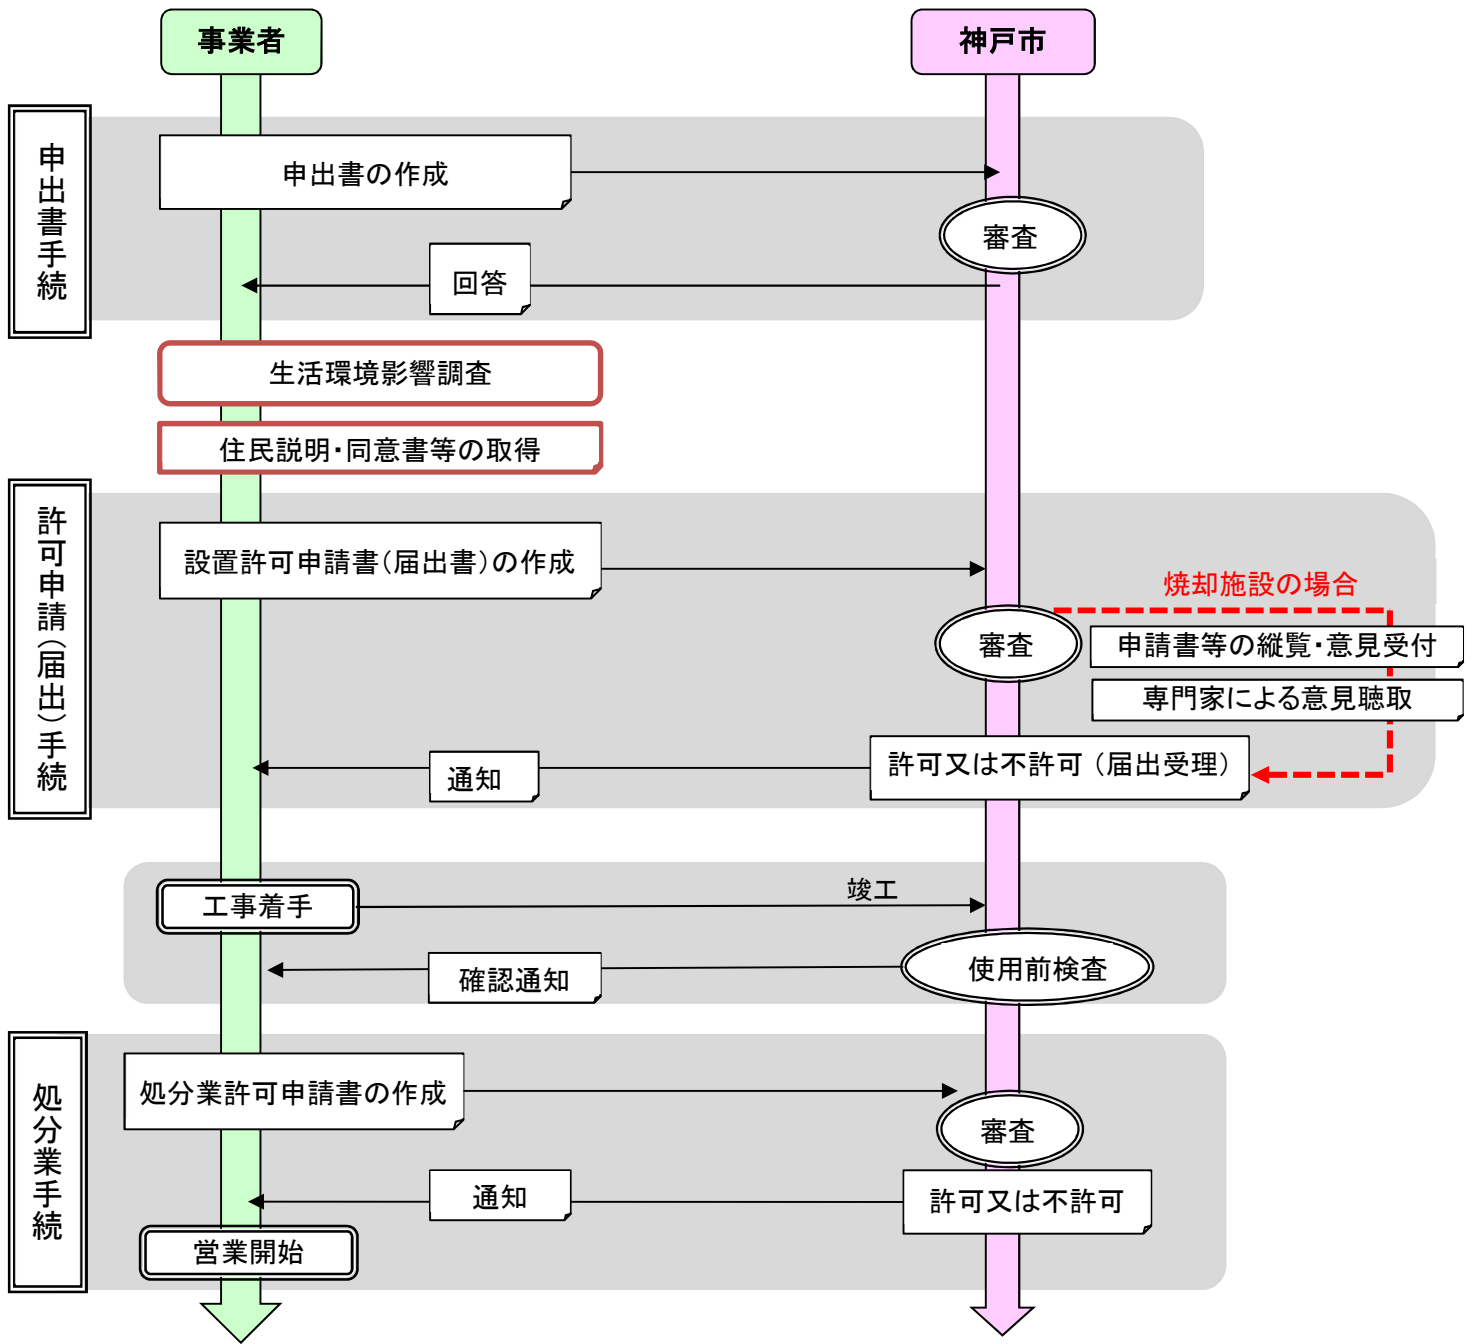 事業者
神戸市
申出書手続
申出書の作成
審査
回答
生活環境影響調査
住民説明・同意書等の取得
許可申請(届出)手続
設置許可申請書(届出書)の作成
焼却施設の場合
審査
申請書等の縦覧・意見受付
専門家による意見聴取
許可又は不許可(届出受理)
通知
工事着手
竣工
使用前検査
確認通知
処分業手続
処分業許可申請書の作成
審査
許可又は不許可
通知
営業開始